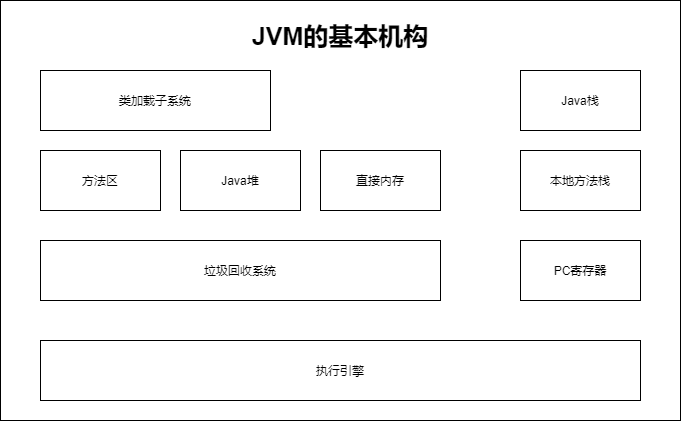 JVM的基本机构
类加载子系统
Java栈
方法区
Java堆
直接内存
本地方法栈
垃圾回收系统
PC寄存器
执行引擎